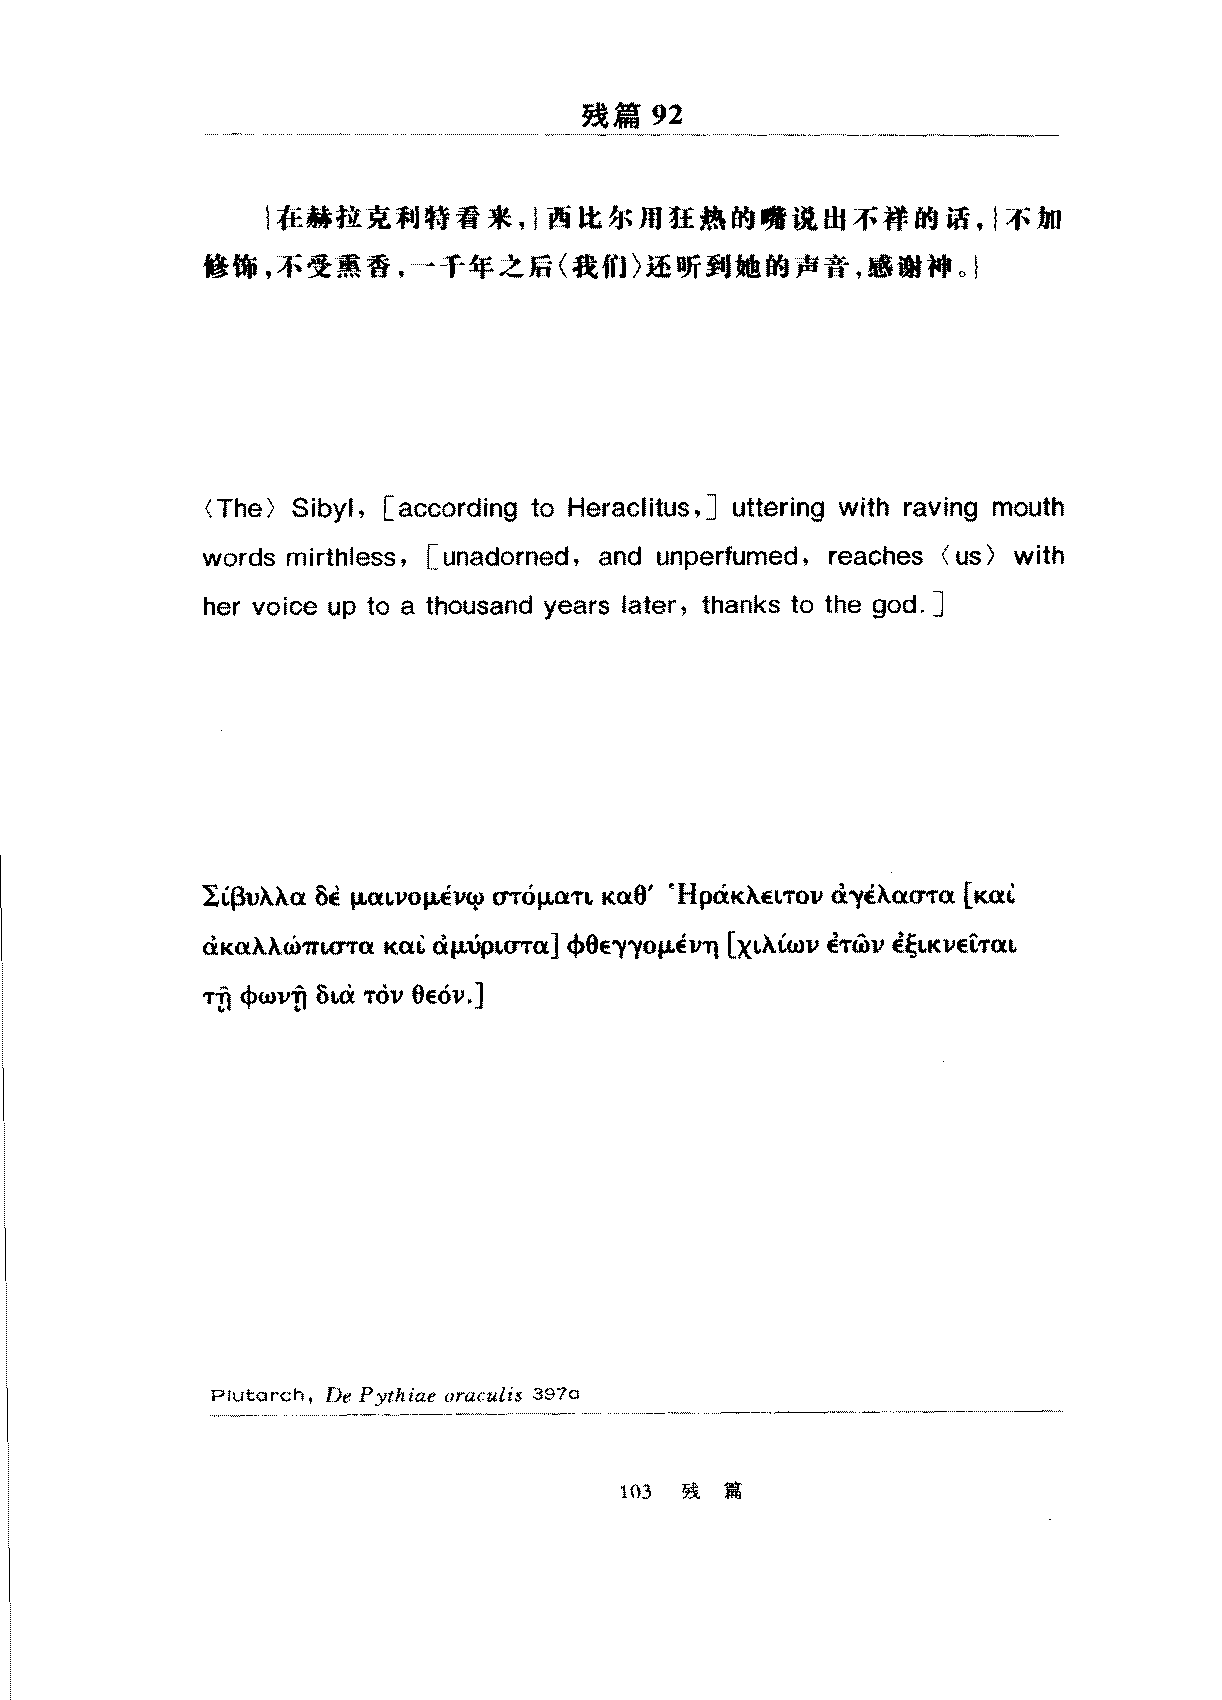 残篇 92
{在赫拉克利特看来,}西比尔用狂热的嘴说出不祥的话,{不加
修饰,不受熏香,一千年之后〈我们〉还听到她的声音,感谢神。}
〈The〉 Sibyl, [according to Heraclitus,] uttering with raving mouth
words mirthless, [unadorned, and unperfumed, reaches 〈us〉 with
her voice up to a thousand years later, thanks to the god. ]
Σίβυλλα δέ μαινομένῳ στόματι καθ' Ἡράκλειτον ἀγέλαστα [καί
ἀκαλλώπιστα καί ἀμύριστα] φθεγγομένη [χιλίων ἐτῶν ἐξικνεῖται
τῇ φωνῇ διά τόν θεόν.]
Plutarch, De Pythiae oraculis 397a
103 残 篇